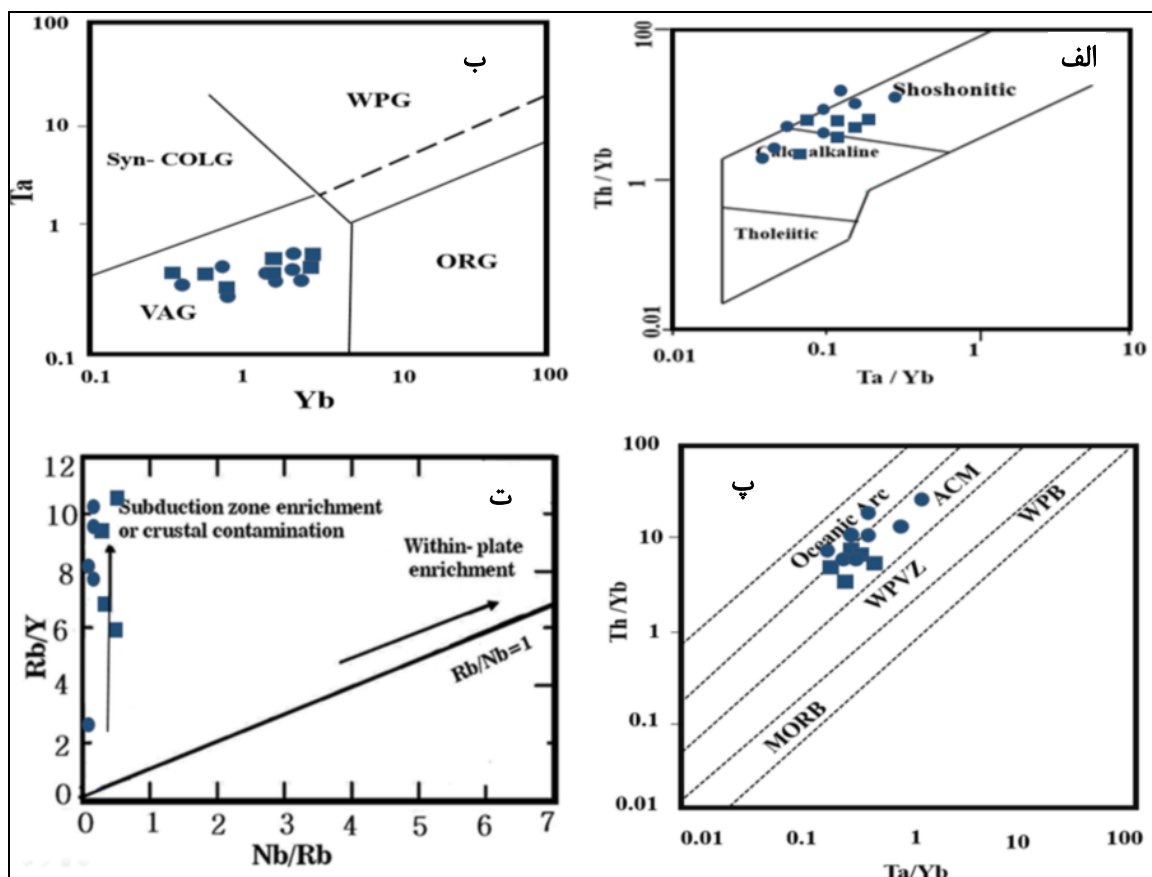 ب
100
10
1
0.1
Ta
WPG
Syn- COLG
ORG
VAG
0.1
1
10
100
Yb
الف
100
1
0.01
Th/Yb
Shoshonitic
Calc-alkaline
Tholeiitic
0.01
0.1
1
10
Ta / Yb
ت
12
10
8
6
4
2
0
Rb/Y
Subduction zone enrichment
or crustal contamination
Within- plate
enrichment
Rb/Nb=1
0
1
2
3
4
5
6
7
Nb/Rb
پ
100
10
1
0.1
0.01
Th /Yb
Oceanic Arc
ACM
WPVZ
WPB
MORB
0.01
0.1
1
10
100
Ta/Yb